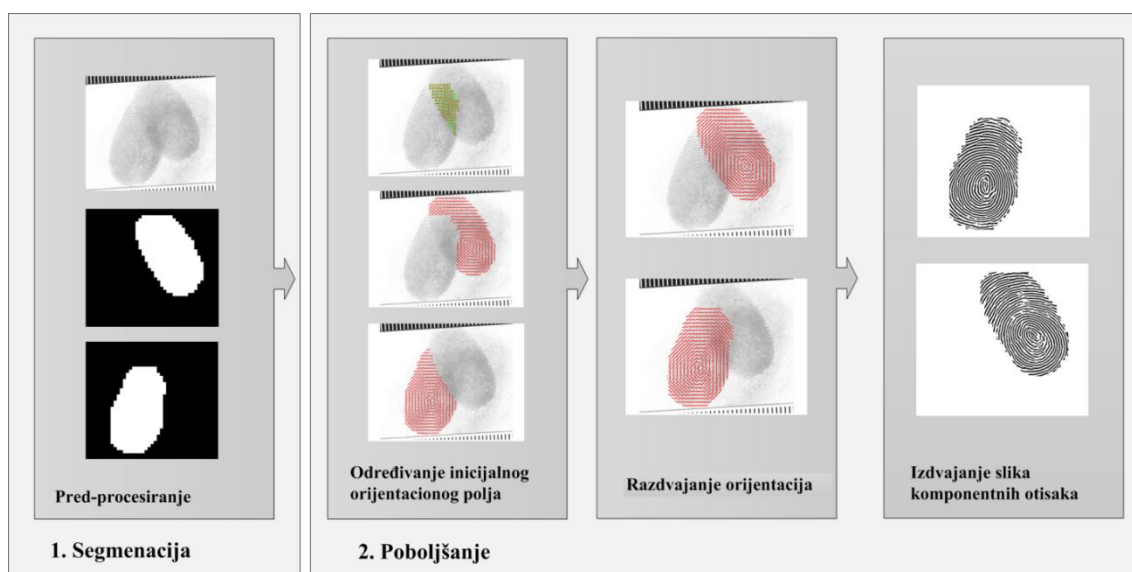 Pred-procesiranje
1. Segmenacija
Određivanje inicijalnog
orijentacionog polja
Razdvajanje orijentacija
Izdvajanje slika
komponentnih otisaka
2. Poboljšanje